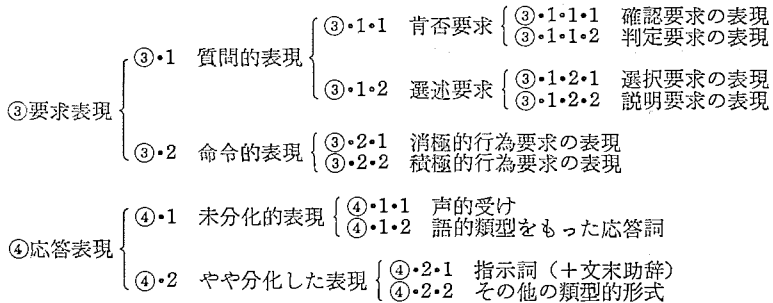 ③・1・1 肯否要求
③・1・1・1 確認要求の表現
③・1・1・2 判定要求の表現
③・1 質問的表現
③・1・2 選述要求
③・1・2・1 選択要求の表現
③・1・2・2 説明要求の表現
③要求表現
③・2 命令的表現
③・2・1 消極的行為要求の表現
③・2・2 積極的行為要求の表現
④・1 未分化的表現
④・1・1 声的受け
④・1・2 語的類型をもった応答詞
④応答表現
④・2 やや分化した表現
④・2・1 指示詞（＋文末助辞）
④・2・2 その他の類型的形式